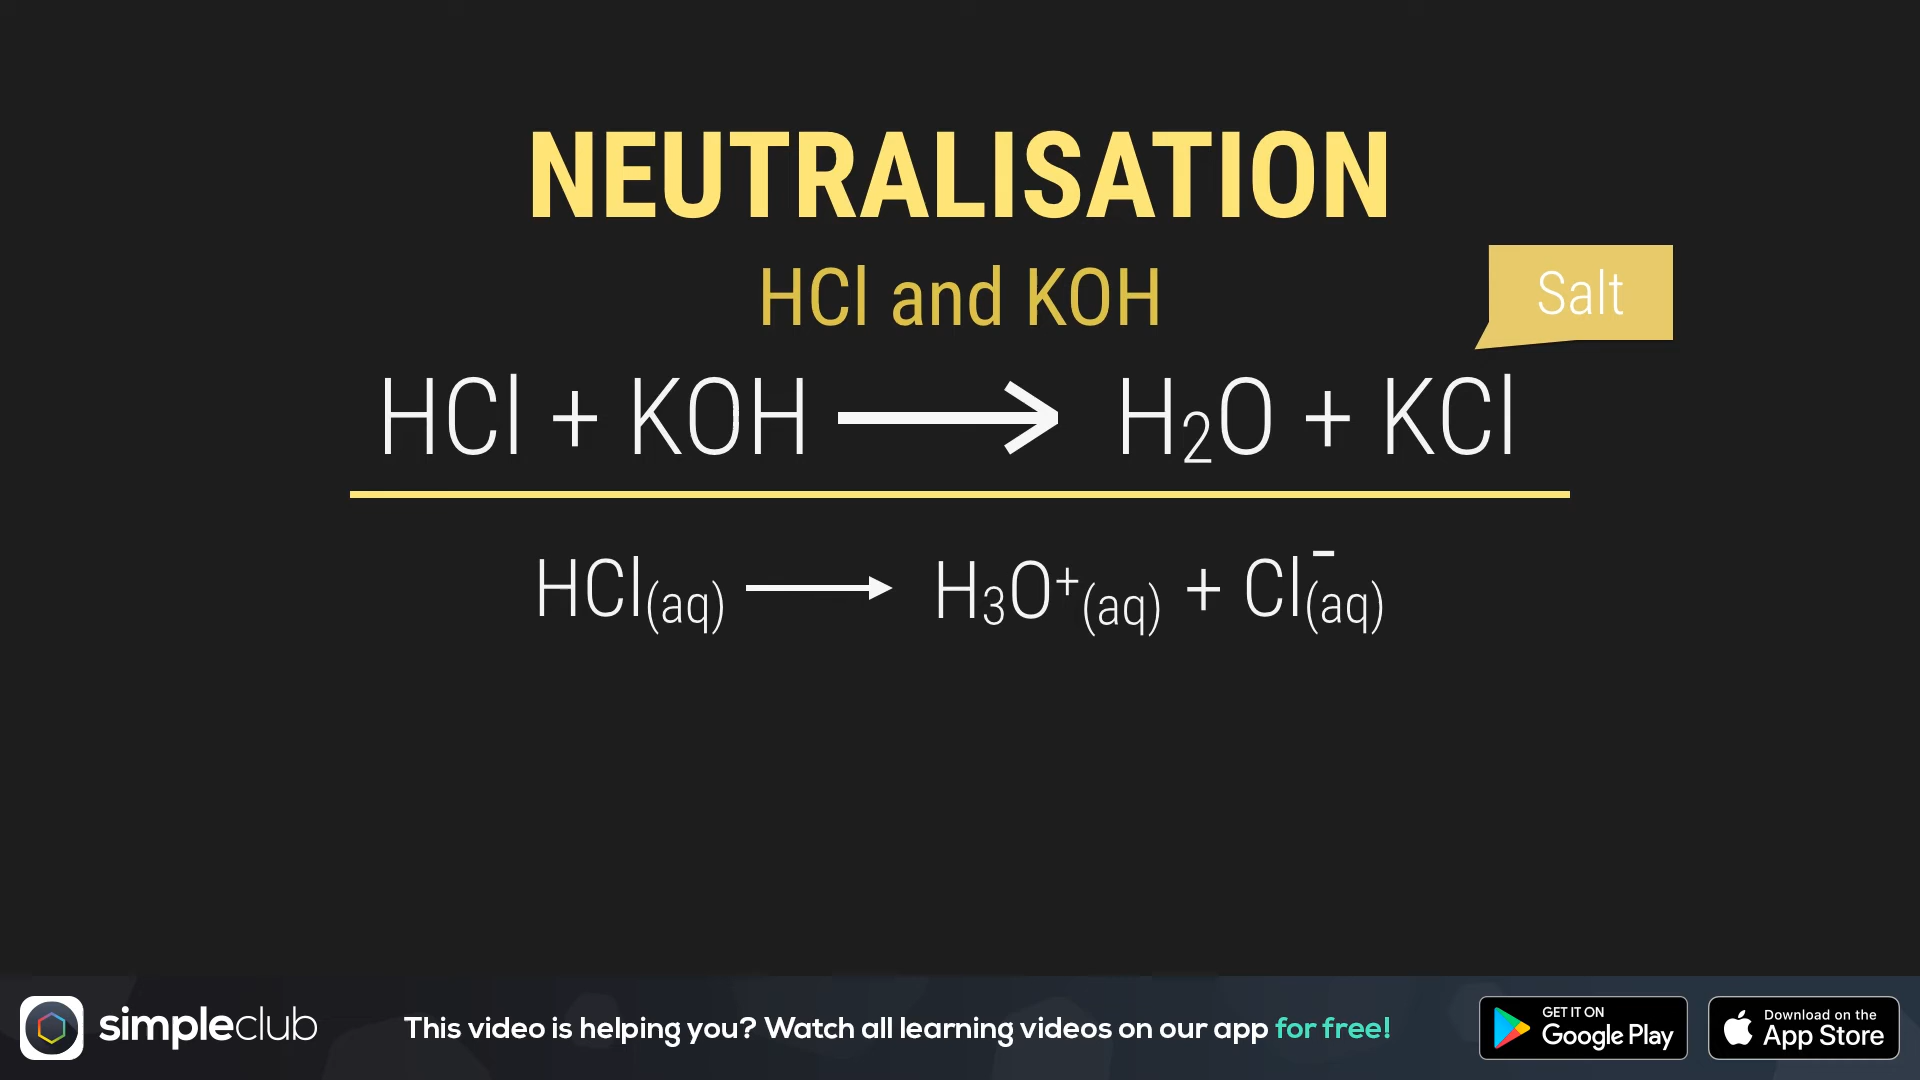 NEUTRALISATION
HCl and KOH
Salt
HCl + KOH ⟶ H₂O + KCl
HCl(aq) ⟶ H₃O⁺(aq) + Cl⁻(aq)
simpleclub
This video is helping you? Watch all learning videos on our app for free!
GET IT ON
Google Play
Download on the
App Store